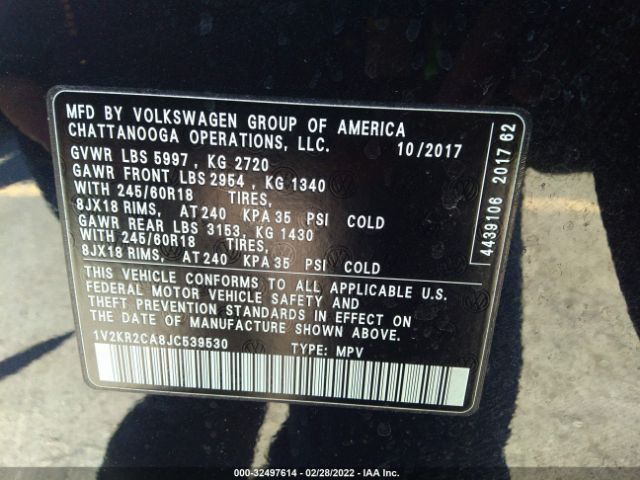 MFD BY VOLKSWAGEN GROUP OF AMERICA
CHATTANOOGA OPERATIONS, LLC. 10/2017
GVWR LBS 5997 , KG 2720
GAWR FRONT LBS 2954 , KG 1340
WITH 245/60R18 TIRES,
8JX18 RIMS, AT 240 KPA 35 PSI COLD
GAWR REAR LBS 3153, KG 1430
WITH 245/60R18 TIRES,
8JX18 RIMS, AT 240 KPA 35 PSI COLD
THIS VEHICLE CONFORMS TO ALL APPLICABLE U.S.
FEDERAL MOTOR VEHICLE SAFETY AND
THEFT PREVENTION STANDARDS IN EFFECT ON THE
DATE OF MANUFACTURE SHOWN ABOVE.
1V2KR2CA8JC539530 TYPE: MPV
4439106 2017 62
000-32497614 - 02/28/2022 - IAA Inc.